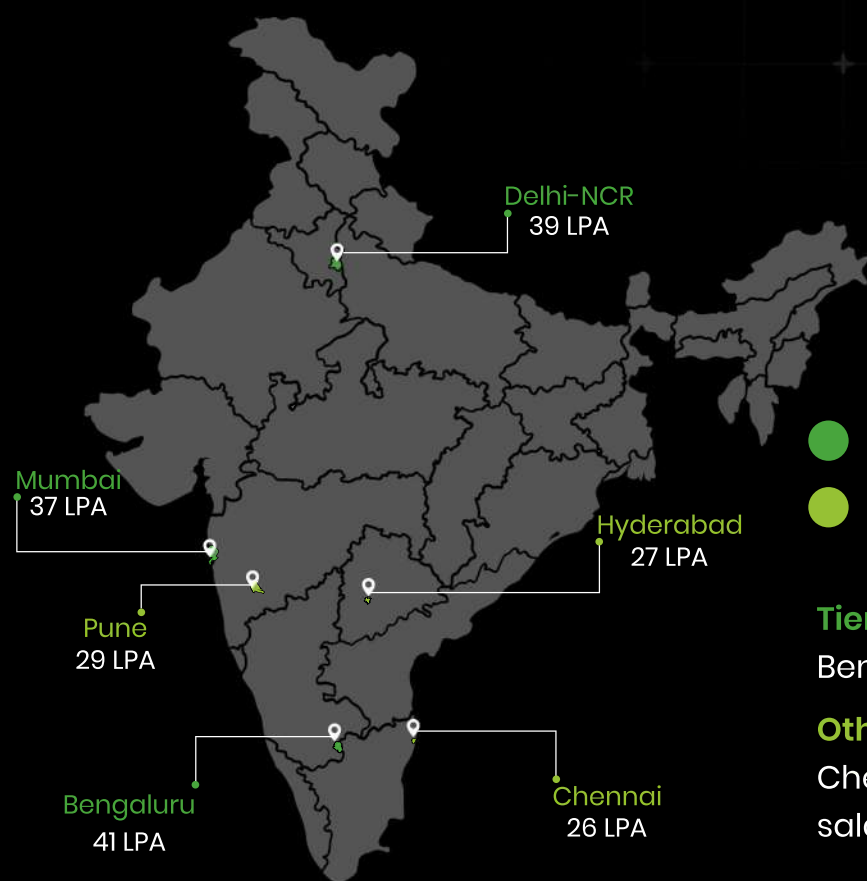 Delhi-NCR
39 LPA
Mumbai
37 LPA
Hyderabad
27 LPA
Pune
29 LPA
Bengaluru
41 LPA
Chennai
26 LPA